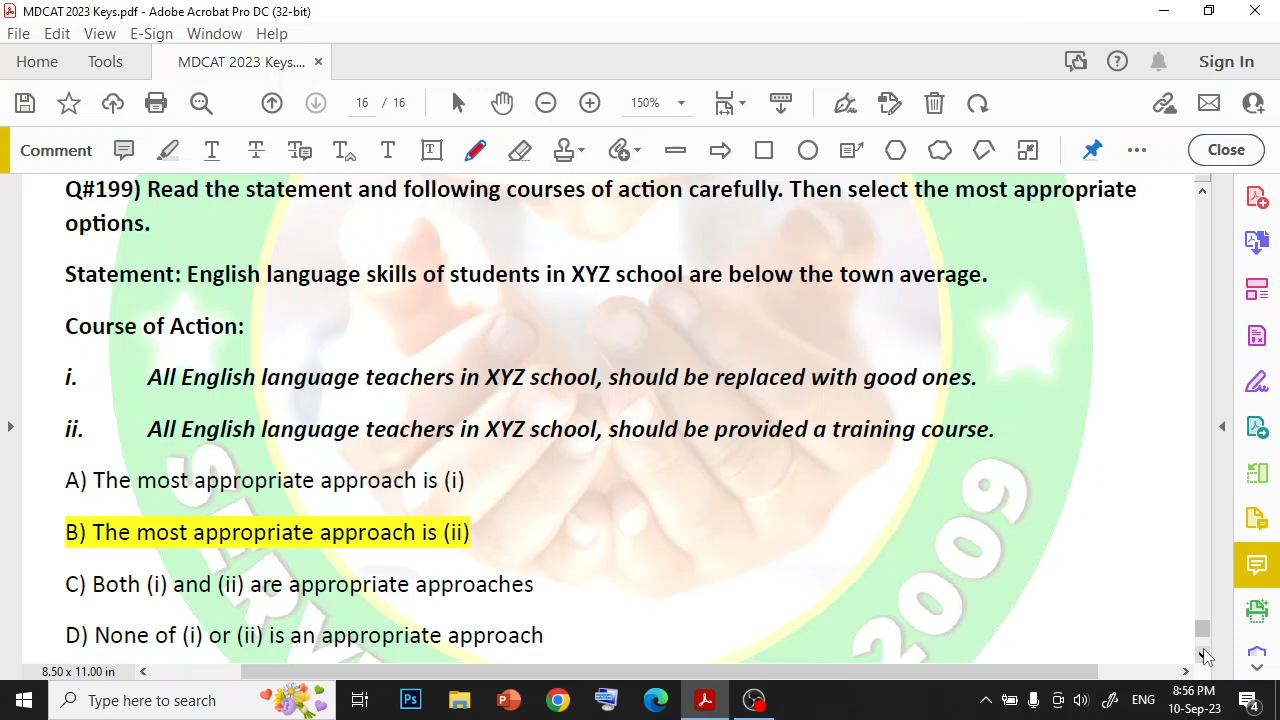 MDCAT 2023 Keys.pdf - Adobe Acrobat Pro DC (32-bit)
File Edit View E-Sign Window Help
Home Tools MDCAT 2023 Keys.... Sign In
16 / 16 150%
Comment Close
Q#199) Read the statement and following courses of action carefully. Then select the most appropriate
options.
Statement: English language skills of students in XYZ school are below the town average.
Course of Action:
i. All English language teachers in XYZ school, should be replaced with good ones.
ii. All English language teachers in XYZ school, should be provided a training course.
A) The most appropriate approach is (i)
B) The most appropriate approach is (ii)
C) Both (i) and (ii) are appropriate approaches
D) None of (i) or (ii) is an appropriate approach
2009
8.50 x 11.00 in
Type here to search
Ps
ENG
8:56 PM
10-Sep-23
4